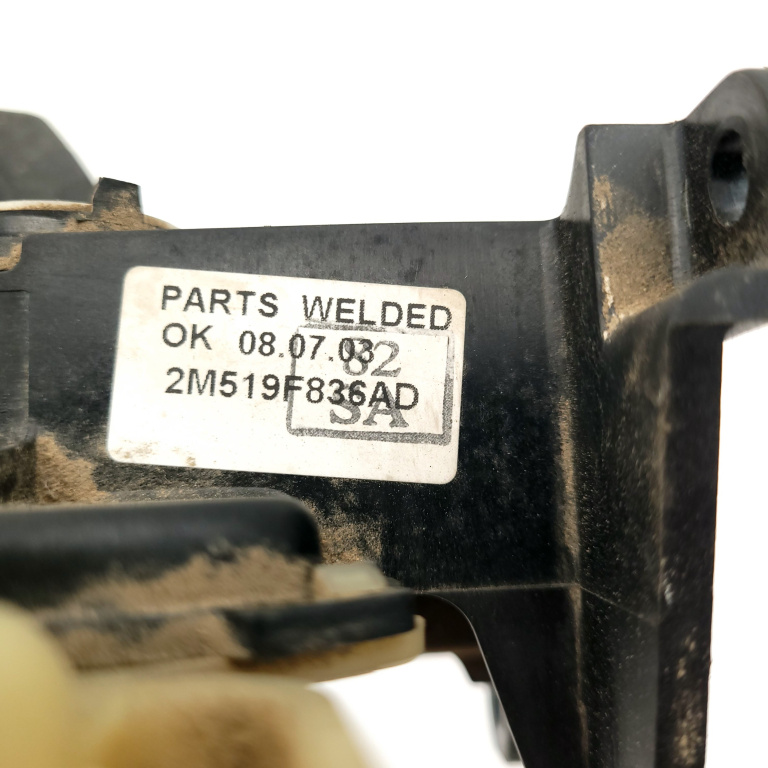 PARTS WELDED
OK 08.07.03
2M519F836AD
82
SA